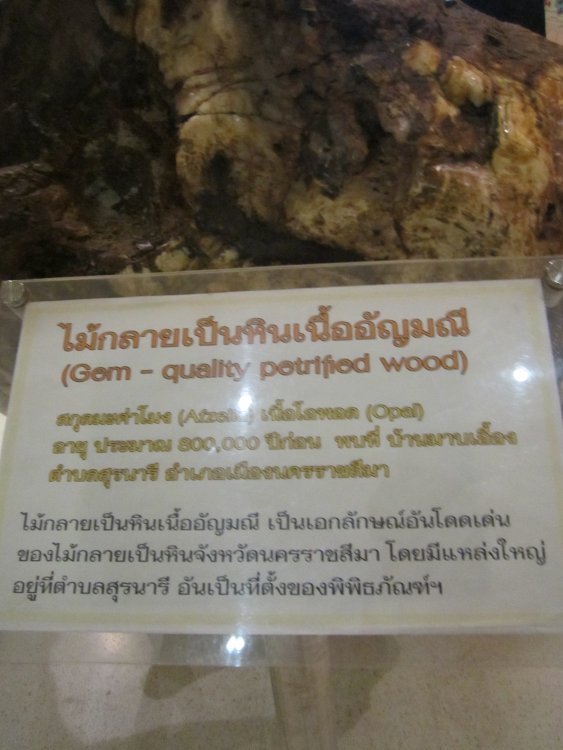 ไม้กลายเป็นหินเนื้ออัญมณี
(Gem - quality petrified wood)
สกุลมะค่าโมง (Afzelia) เนื้อโอพอล (Opal)
อายุ ประมาณ 800,000 ปีก่อน พบที่ บ้านมาบเอื้อง
ตำบลสุรนารี อำเภอเมืองนครราชสีมา
ไม้กลายเป็นหินเนื้ออัญมณี เป็นเอกลักษณ์อันโดดเด่น
ของไม้กลายเป็นหินจังหวัดนครราชสีมา โดยมีแหล่งใหญ่
อยู่ที่ตำบลสุรนารี อันเป็นที่ตั้งของพิพิธภัณฑ์ฯ